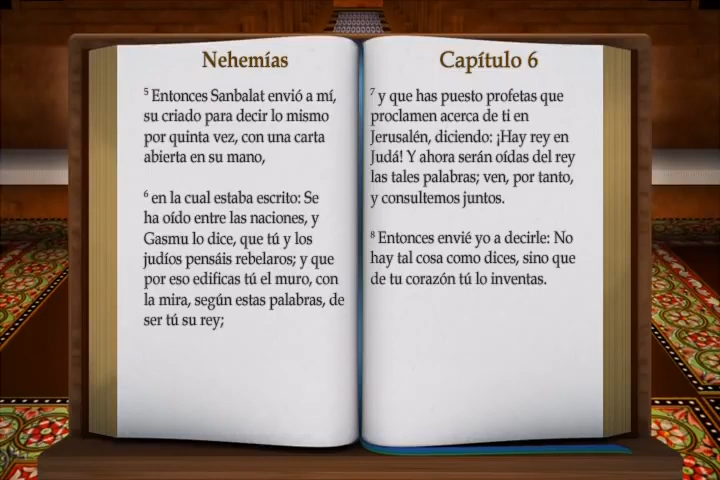 Nehemías
⁵ Entonces Sanbalat envió a mí,
su criado para decir lo mismo
por quinta vez, con una carta
abierta en su mano,
⁶ en la cual estaba escrito: Se
ha oído entre las naciones, y
Gasmu lo dice, que tú y los
judíos pensáis rebelaros; y que
por eso edificas tú el muro, con
la mira, según estas palabras, de
ser tú su rey;
Capítulo 6
⁷ y que has puesto profetas que
proclamen acerca de ti en
Jerusalén, diciendo: ¡Hay rey en
Judá! Y ahora serán oídas del rey
las tales palabras; ven, por tanto,
y consultemos juntos.
⁸ Entonces envié yo a decirle: No
hay tal cosa como dices, sino que
de tu corazón tú lo inventas.